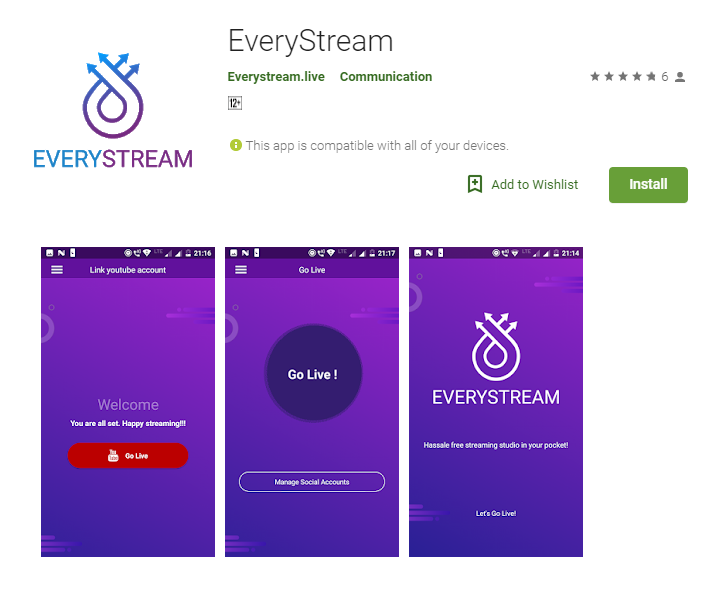 EveryStream
Everystream.live Communication
6
12+
This app is compatible with all of your devices.
Add to Wishlist
Install
EVERYSTREAM
N LTE 21:16
Link youtube account
Welcome
You are all set. Happy streaming!!!
You Tube Go Live
N LTE 21:17
Go Live
Go Live !
Manage Social Accounts
N LTE 21:14
EVERYSTREAM
Hassale free streaming studio in your pocket!
Let's Go Live!